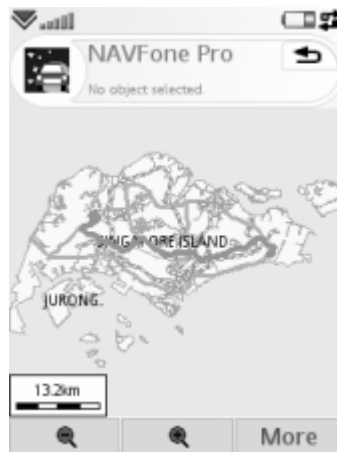 NAVFone Pro
No object selected.
SINGAPORE ISLAND
JURONG.
13.2km
More